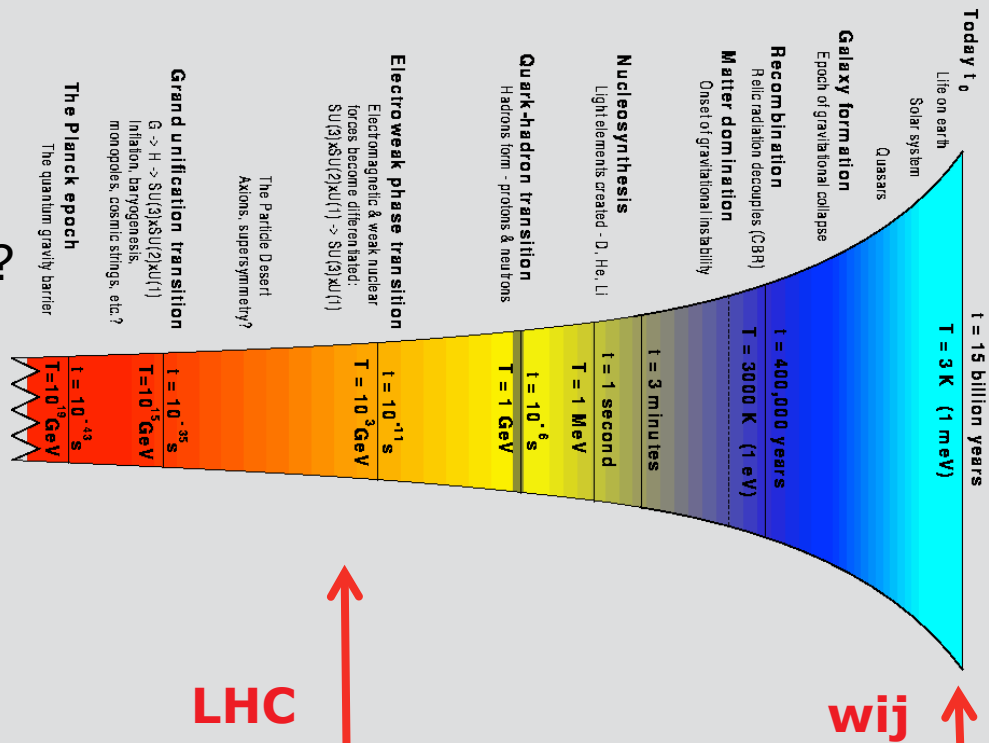 Today t₀
Life on earth
Solar system
Quasars
Galaxy formation
Epoch of gravitational collapse
Recombination
Relic radiation decouples (CBR)
Matter domination
Onset of gravitational instability
Nucleosynthesis
Light elements created - D, He, Li
Quark-hadron transition
Hadrons form - protons & neutrons
Electroweak phase transition
Electromagnetic & weak nuclear
forces become differentiated:
SU(3)xSU(2)xU(1) -> SU(3)xU(1)
The Particle Desert
Axions, supersymmetry?
Grand unification transition
G -> H -> SU(3)xSU(2)xU(1)
Inflation, baryogenesis,
monopoles, cosmic strings, etc.?
The Planck epoch
The quantum gravity barrier
t = 15 billion years
T = 3 K (1 meV)
t = 400,000 years
T = 3000 K (1 eV)
t = 3 minutes
t = 1 second
T = 1 MeV
t = 10⁻⁶ s
T = 1 GeV
t = 10⁻¹¹ s
T = 10³ GeV
t = 10⁻³⁵ s
T=10¹⁵ GeV
t = 10⁻⁴³ s
T=10¹⁹ GeV
?
LHC
wij